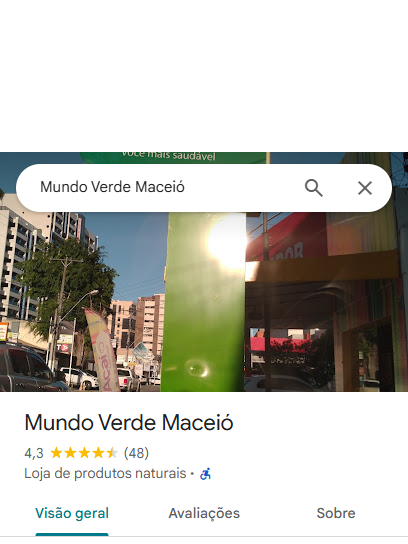 você mais saudável
Mundo Verde Maceió
Mundo Verde Maceió
4,3 (48)
Loja de produtos naturais ·
Visão geral Avaliações Sobre